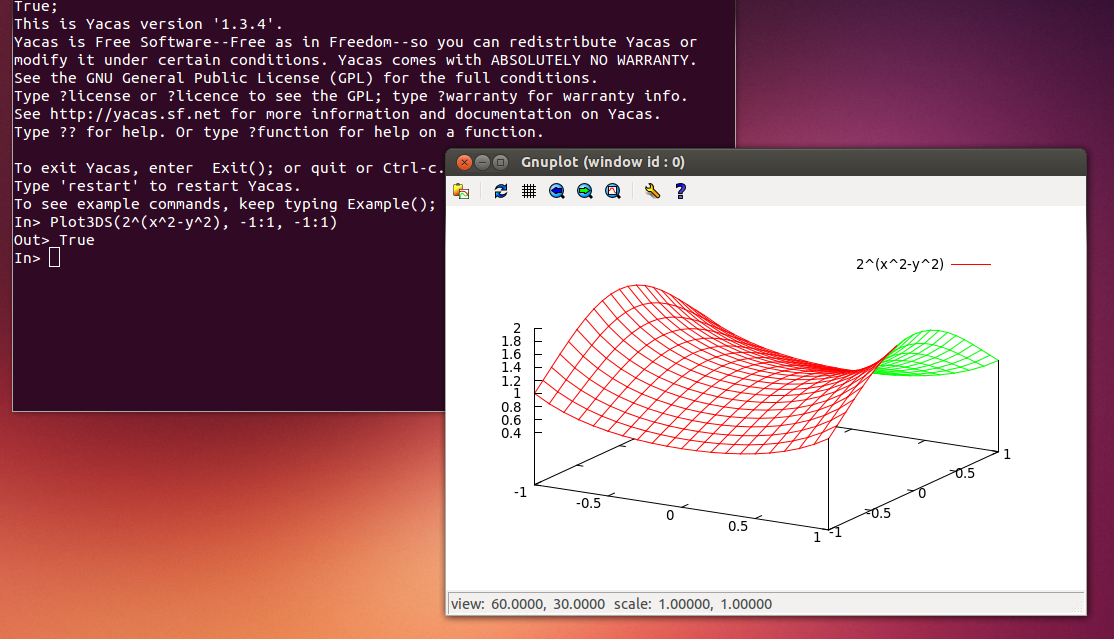 True;
This is Yacas version '1.3.4'.
Yacas is Free Software--Free as in Freedom--so you can redistribute Yacas or
modify it under certain conditions. Yacas comes with ABSOLUTELY NO WARRANTY.
See the GNU General Public License (GPL) for the full conditions.
Type ?license or ?licence to see the GPL; type ?warranty for warranty info.
See http://yacas.sf.net for more information and documentation on Yacas.
Type ?? for help. Or type ?function for help on a function.
To exit Yacas, enter  Exit(); or quit or Ctrl-c.
Type 'restart' to restart Yacas.
To see example commands, keep typing Example();
In> Plot3DS(2^(x^2-y^2), -1:1, -1:1)
Out> True
In>
Gnuplot (window id : 0)
2^(x^2-y^2)
2
1.8
1.6
1.4
1.2
1
0.8
0.6
0.4
-1
-0.5
0
0.5
1
-1
-0.5
0
0.5
1
view: 60.0000, 30.0000 scale: 1.00000, 1.00000